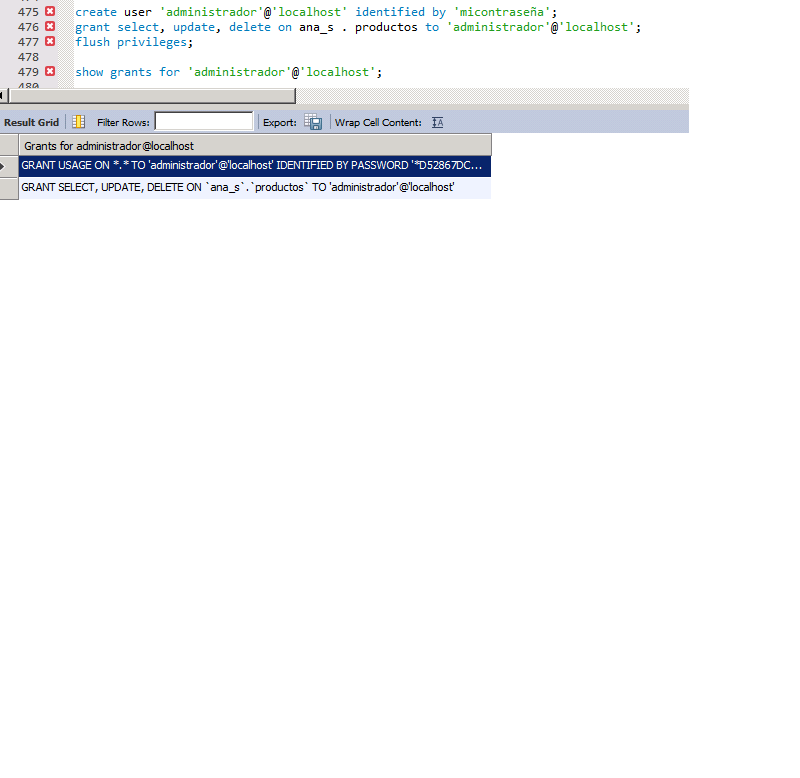 475 create user 'administrador'@'localhost' identified by 'micontraseña';
476 grant select, update, delete on ana_s . productos to 'administrador'@'localhost';
477 flush privileges;
478
479 show grants for 'administrador'@'localhost';
480
Result Grid Filter Rows: Export: Wrap Cell Content:
Grants for administrador@localhost
GRANT USAGE ON *.* TO 'administrador'@'localhost' IDENTIFIED BY PASSWORD '*D52867DC...
GRANT SELECT, UPDATE, DELETE ON `ana_s`.`productos` TO 'administrador'@'localhost'